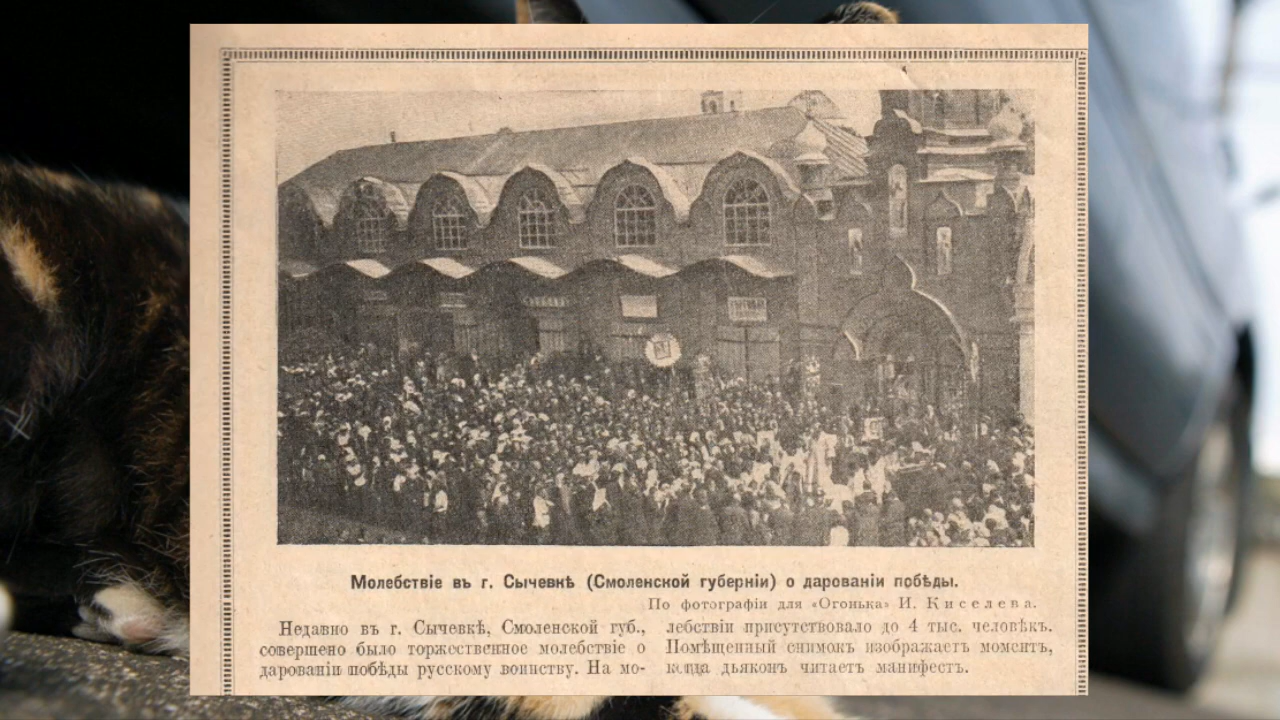 Молебствіе въ г. Сычевкѣ (Смоленской губерніи) о дарованіи побѣды.
По фотографіи для «Огонька» И. Киселева.
Недавно въ г. Сычевкѣ, Смоленской губ.,
совершено было торжественное молебствіе о
дарованіи побѣды русскому воинству. На мо-
лебствіи присутствовало до 4 тыс. человѣкъ.
Помѣщенный снимокъ изображаетъ моментъ,
когда дьяконъ читаетъ манифестъ.